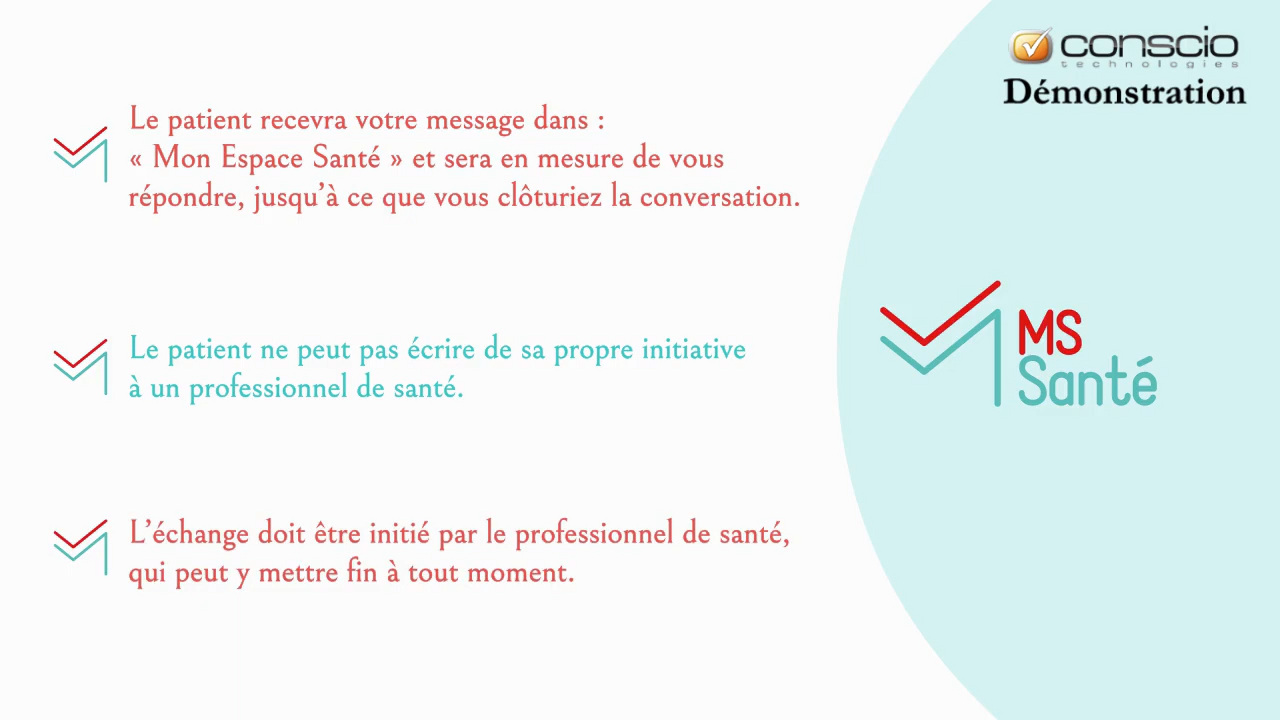 conscio
technologies
Démonstration
Le patient recevra votre message dans :
« Mon Espace Santé » et sera en mesure de vous
répondre, jusqu’à ce que vous clôturiez la conversation.
Le patient ne peut pas écrire de sa propre initiative
à un professionnel de santé.
L’échange doit être initié par le professionnel de santé,
qui peut y mettre fin à tout moment.
MS
Santé